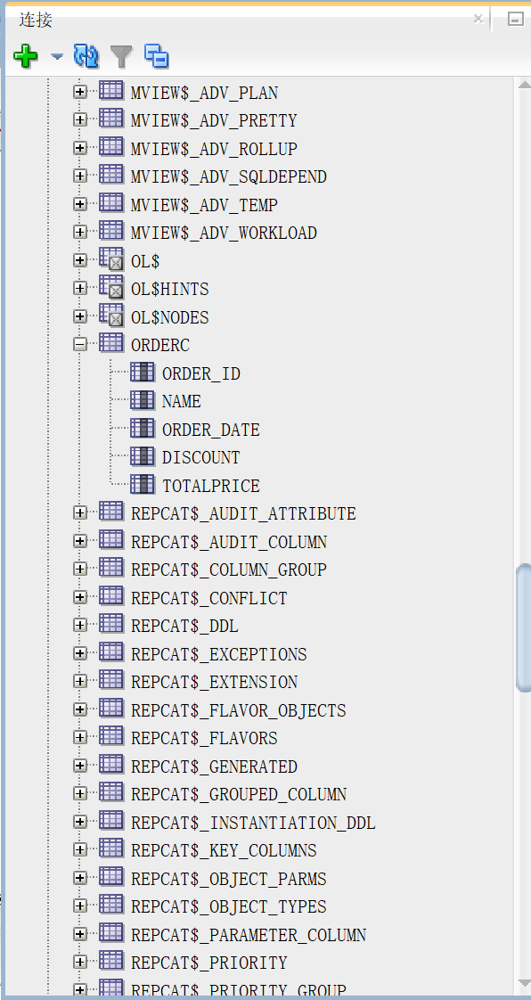 连接
MVIEW$_ADV_PLAN
MVIEW$_ADV_PRETTY
MVIEW$_ADV_ROLLUP
MVIEW$_ADV_SQLDEPEND
MVIEW$_ADV_TEMP
MVIEW$_ADV_WORKLOAD
OL$
OL$HINTS
OL$NODES
ORDERC
ORDER_ID
NAME
ORDER_DATE
DISCOUNT
TOTALPRICE
REPCAT$_AUDIT_ATTRIBUTE
REPCAT$_AUDIT_COLUMN
REPCAT$_COLUMN_GROUP
REPCAT$_CONFLICT
REPCAT$_DDL
REPCAT$_EXCEPTIONS
REPCAT$_EXTENSION
REPCAT$_FLAVOR_OBJECTS
REPCAT$_FLAVORS
REPCAT$_GENERATED
REPCAT$_GROUPED_COLUMN
REPCAT$_INSTANTIATION_DDL
REPCAT$_KEY_COLUMNS
REPCAT$_OBJECT_PARMS
REPCAT$_OBJECT_TYPES
REPCAT$_PARAMETER_COLUMN
REPCAT$_PRIORITY
REPCAT$_PRIORITY_GROUP